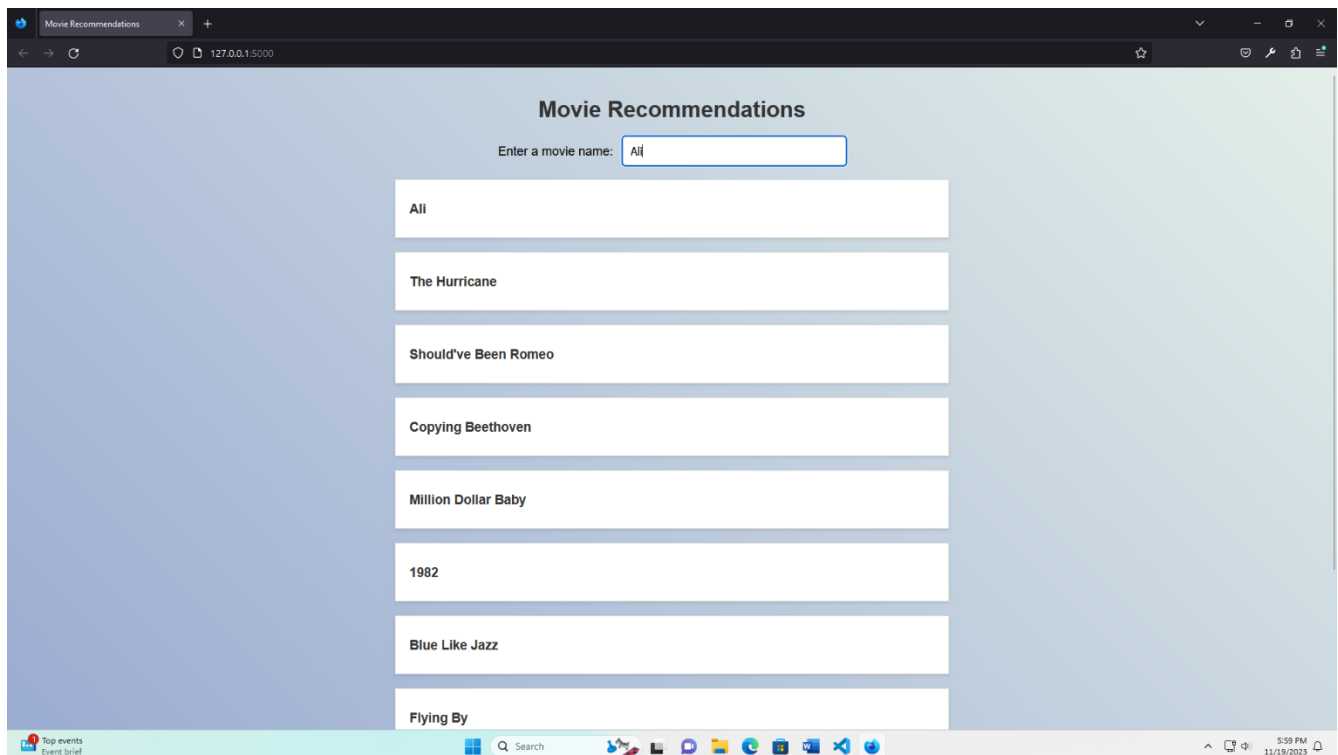 Movie Recommendations
127.0.0.1:5000
Movie Recommendations
Enter a movie name: Ali
Ali
The Hurricane
Should've Been Romeo
Copying Beethoven
Million Dollar Baby
1982
Blue Like Jazz
Flying By
1
Top events
Event brief
Search
5:59 PM
11/19/2023